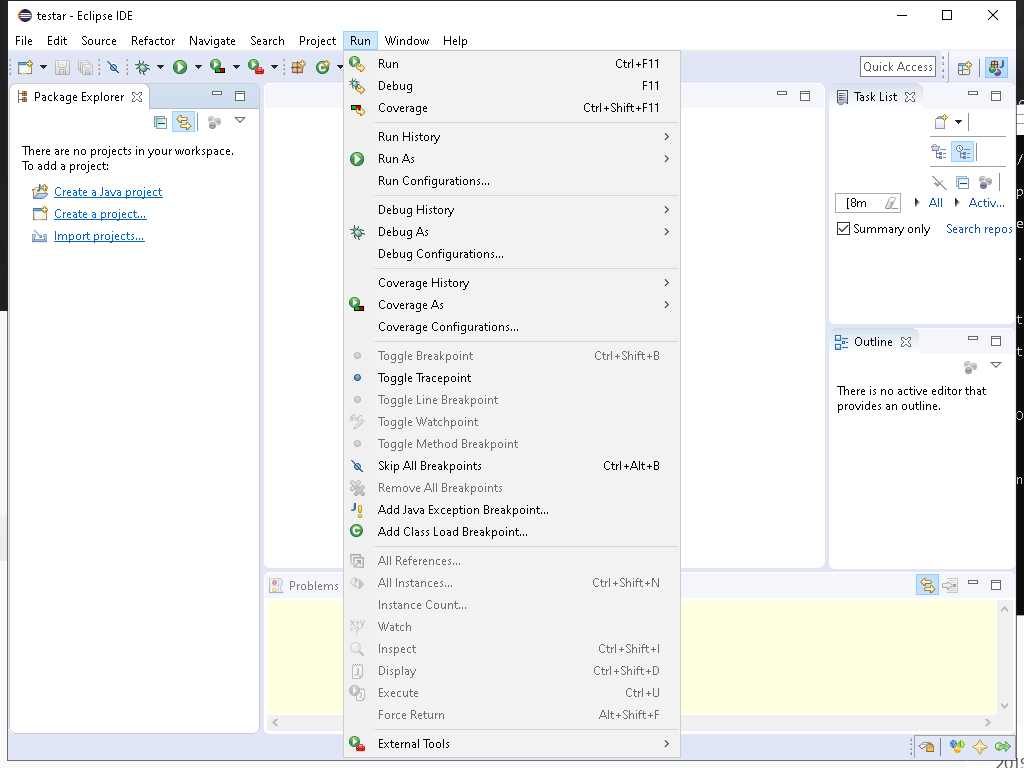 testar - Eclipse IDE
File Edit Source Refactor Navigate Search Project Run Window Help
Quick Access
Package Explorer
There are no projects in your workspace.
To add a project:
Create a Java project
Create a project...
Import projects...
Run Ctrl+F11
Debug F11
Coverage Ctrl+Shift+F11
Run History
Run As
Run Configurations...
Debug History
Debug As
Debug Configurations...
Coverage History
Coverage As
Coverage Configurations...
Toggle Breakpoint Ctrl+Shift+B
Toggle Tracepoint
Toggle Line Breakpoint
Toggle Watchpoint
Toggle Method Breakpoint
Skip All Breakpoints Ctrl+Alt+B
Remove All Breakpoints
Add Java Exception Breakpoint...
Add Class Load Breakpoint...
All References...
All Instances... Ctrl+Shift+N
Instance Count...
Watch
Inspect Ctrl+Shift+I
Display Ctrl+Shift+D
Execute Ctrl+U
Force Return Alt+Shift+F
External Tools
Task List
[8m All Activ...
Summary only Search repos
Outline
There is no active editor that
provides an outline.
Problems
2019